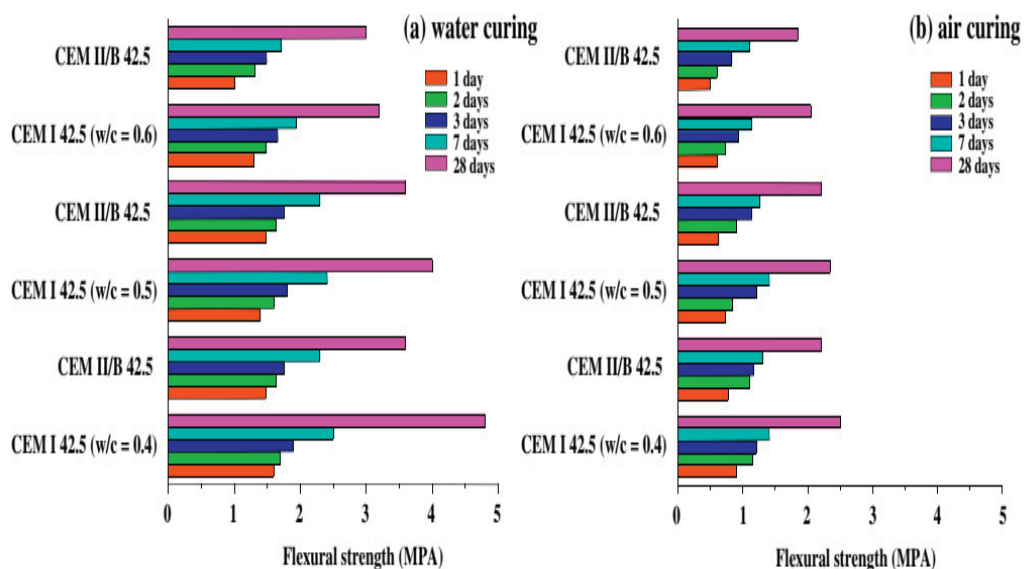 (a) water curing
CEM II/B 42.5
1 day
2 days
CEM I 42.5 (w/c = 0.6)
3 days
7 days
28 days
CEM II/B 42.5
CEM I 42.5 (w/c = 0.5)
CEM II/B 42.5
CEM I 42.5 (w/c = 0.4)
0 1 2 3 4 5
Flexural strength (MPA)
(b) air curing
CEM II/B 42.5
1 day
2 days
CEM I 42.5 (w/c = 0.6)
3 days
7 days
28 days
CEM II/B 42.5
CEM I 42.5 (w/c = 0.5)
CEM II/B 42.5
CEM I 42.5 (w/c = 0.4)
0 1 2 3 4 5
Flexural strength (MPA)